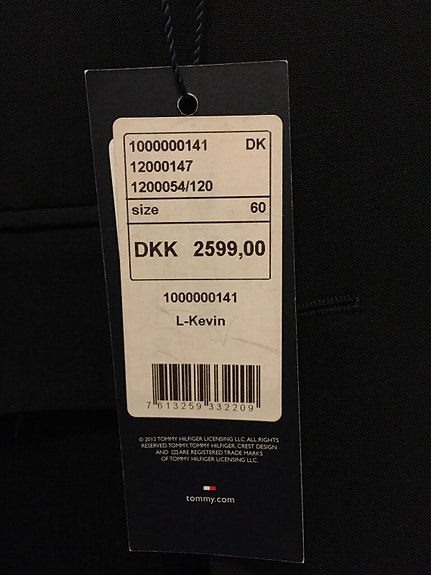 1000000141 DK
12000147
1200054/120
size 60
DKK 2599,00
1000000141
L-Kevin
7 613259 332209
© 2012 TOMMY HILFIGER LICENSING LLC. ALL RIGHTS
RESERVED. TOMMY, TOMMY HILFIGER, CREST DESIGN
AND ARE REGISTERED TRADE MARKS
OF TOMMY HILFIGER LICENSING LLC.
tommy.com